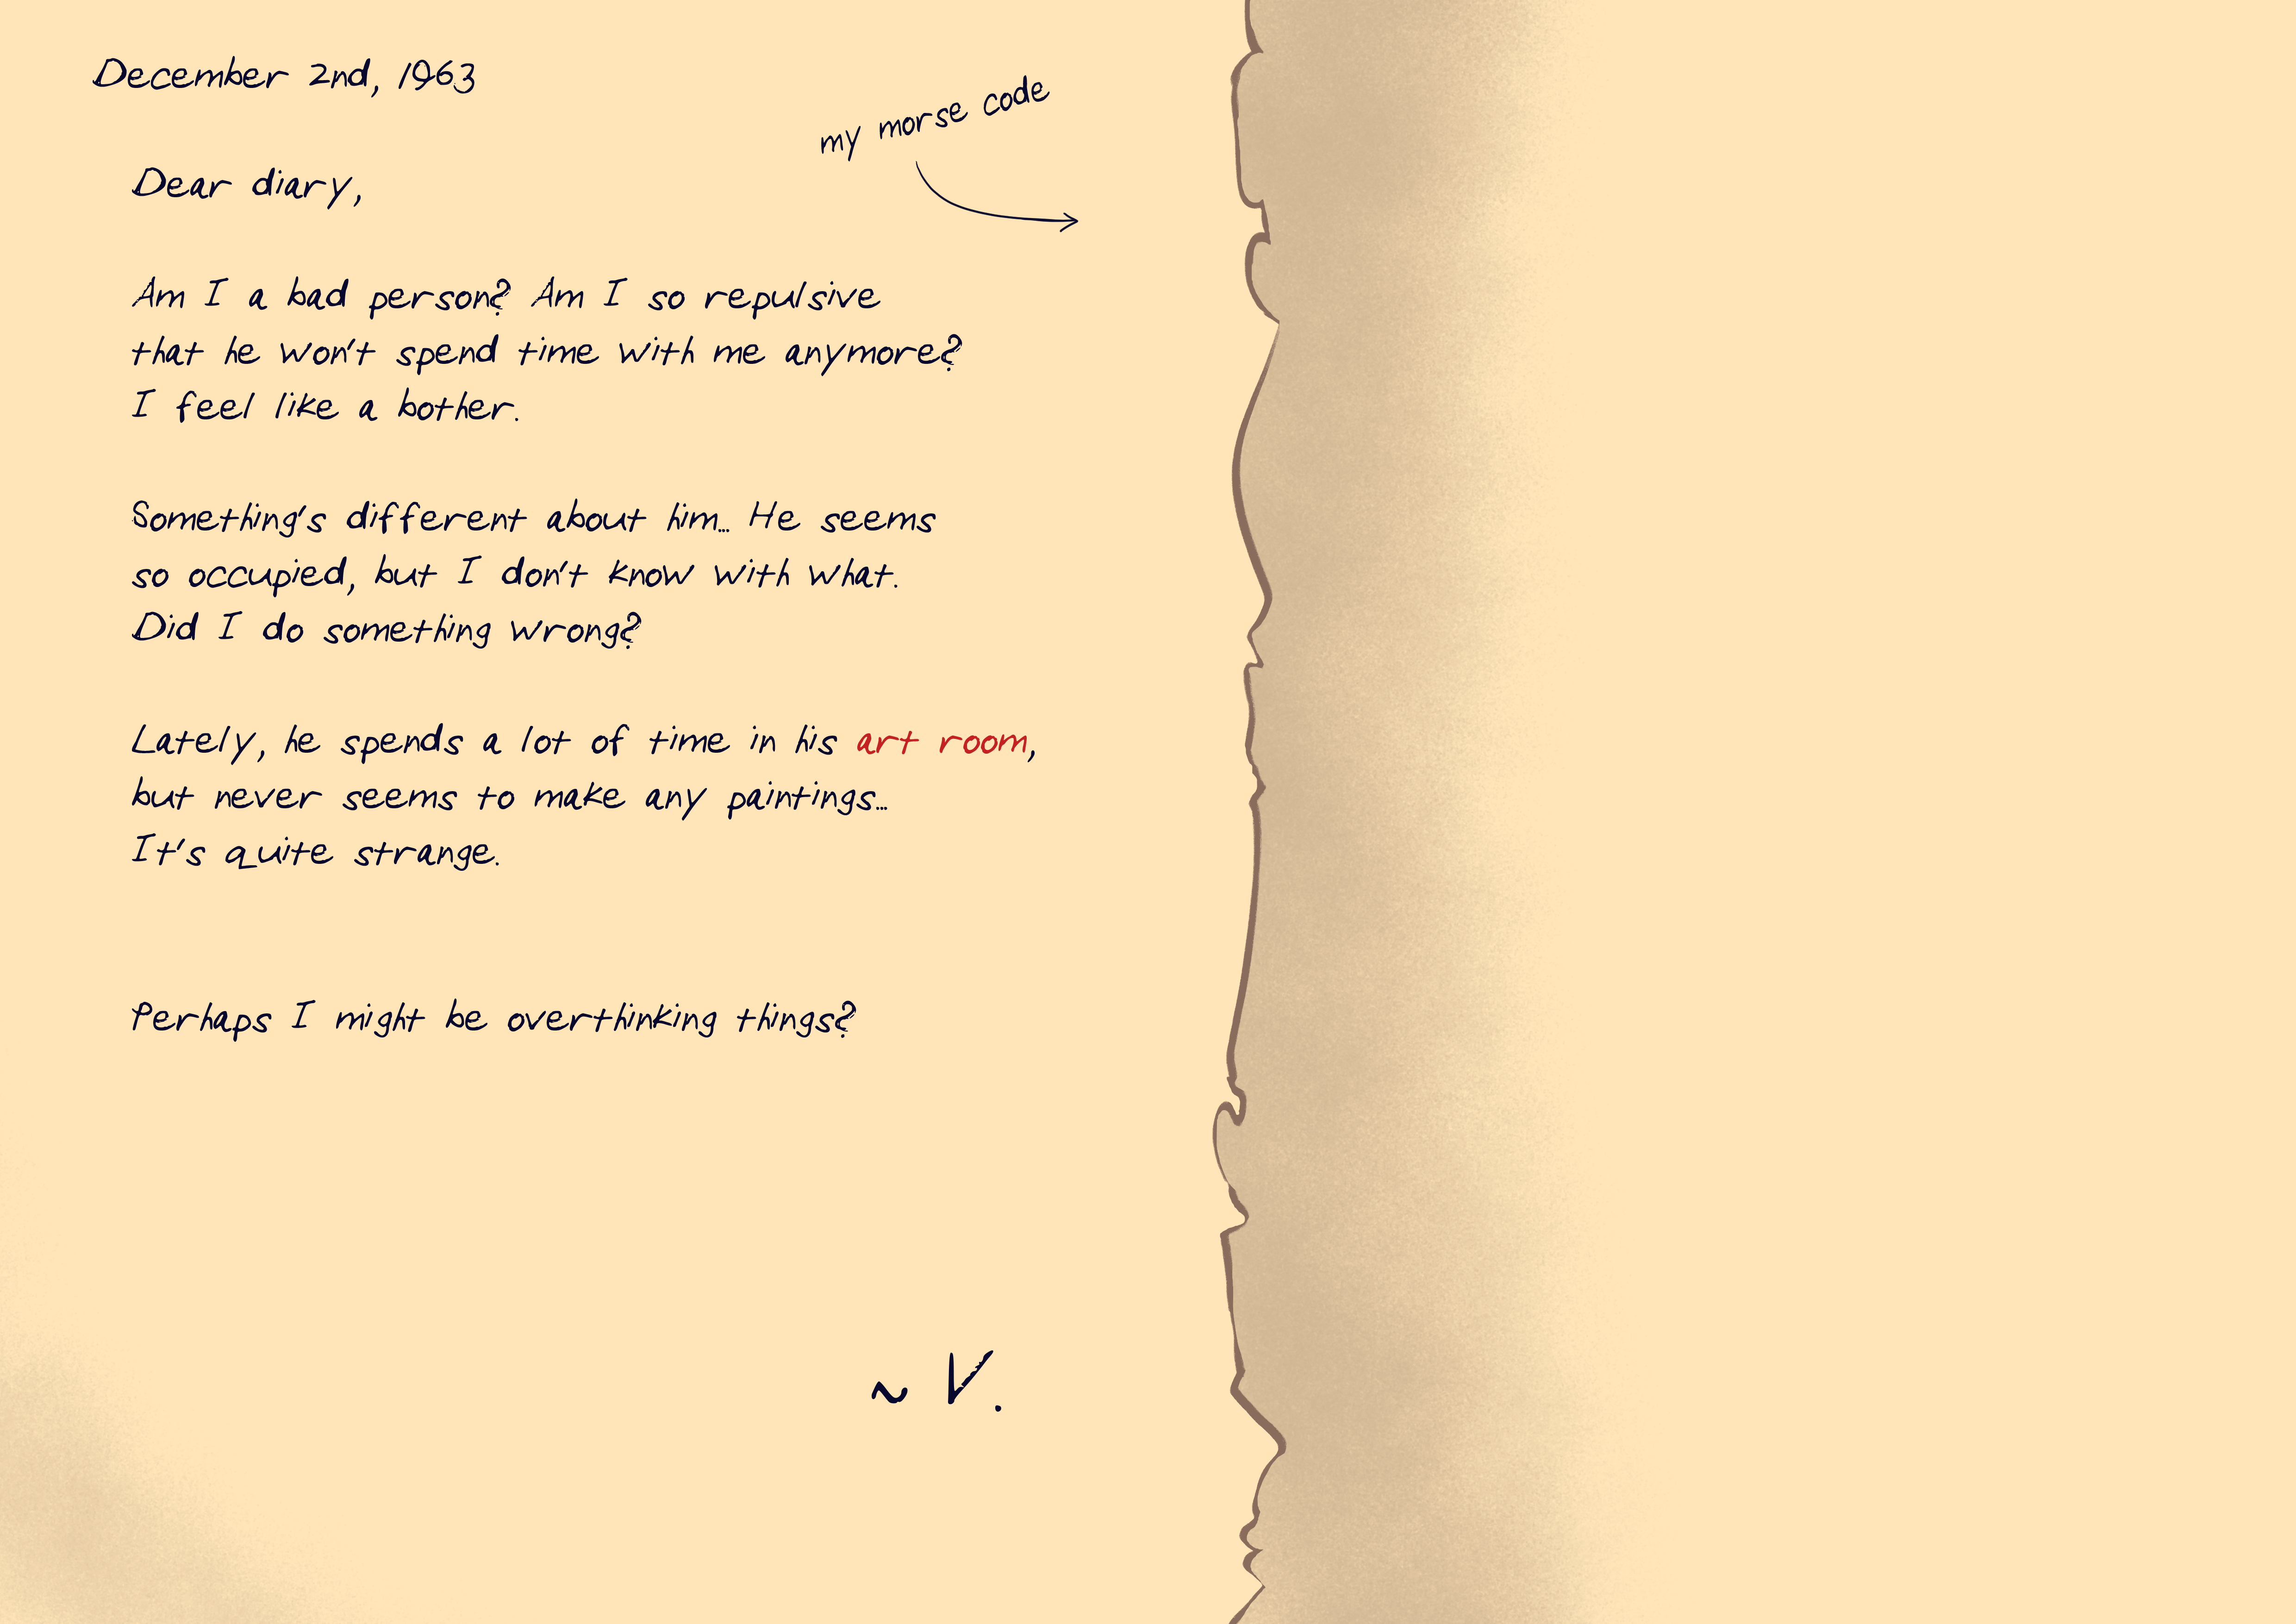 December 2nd, 1963
my morse code
Dear diary,
Am I a bad person? Am I so repulsive
that he won't spend time with me anymore?
I feel like a bother.
Something's different about him... He seems
so occupied, but I don't know with what.
Did I do something wrong?
Lately, he spends a lot of time in his art room,
but never seems to make any paintings...
It's quite strange.
Perhaps I might be overthinking things?
~ V.